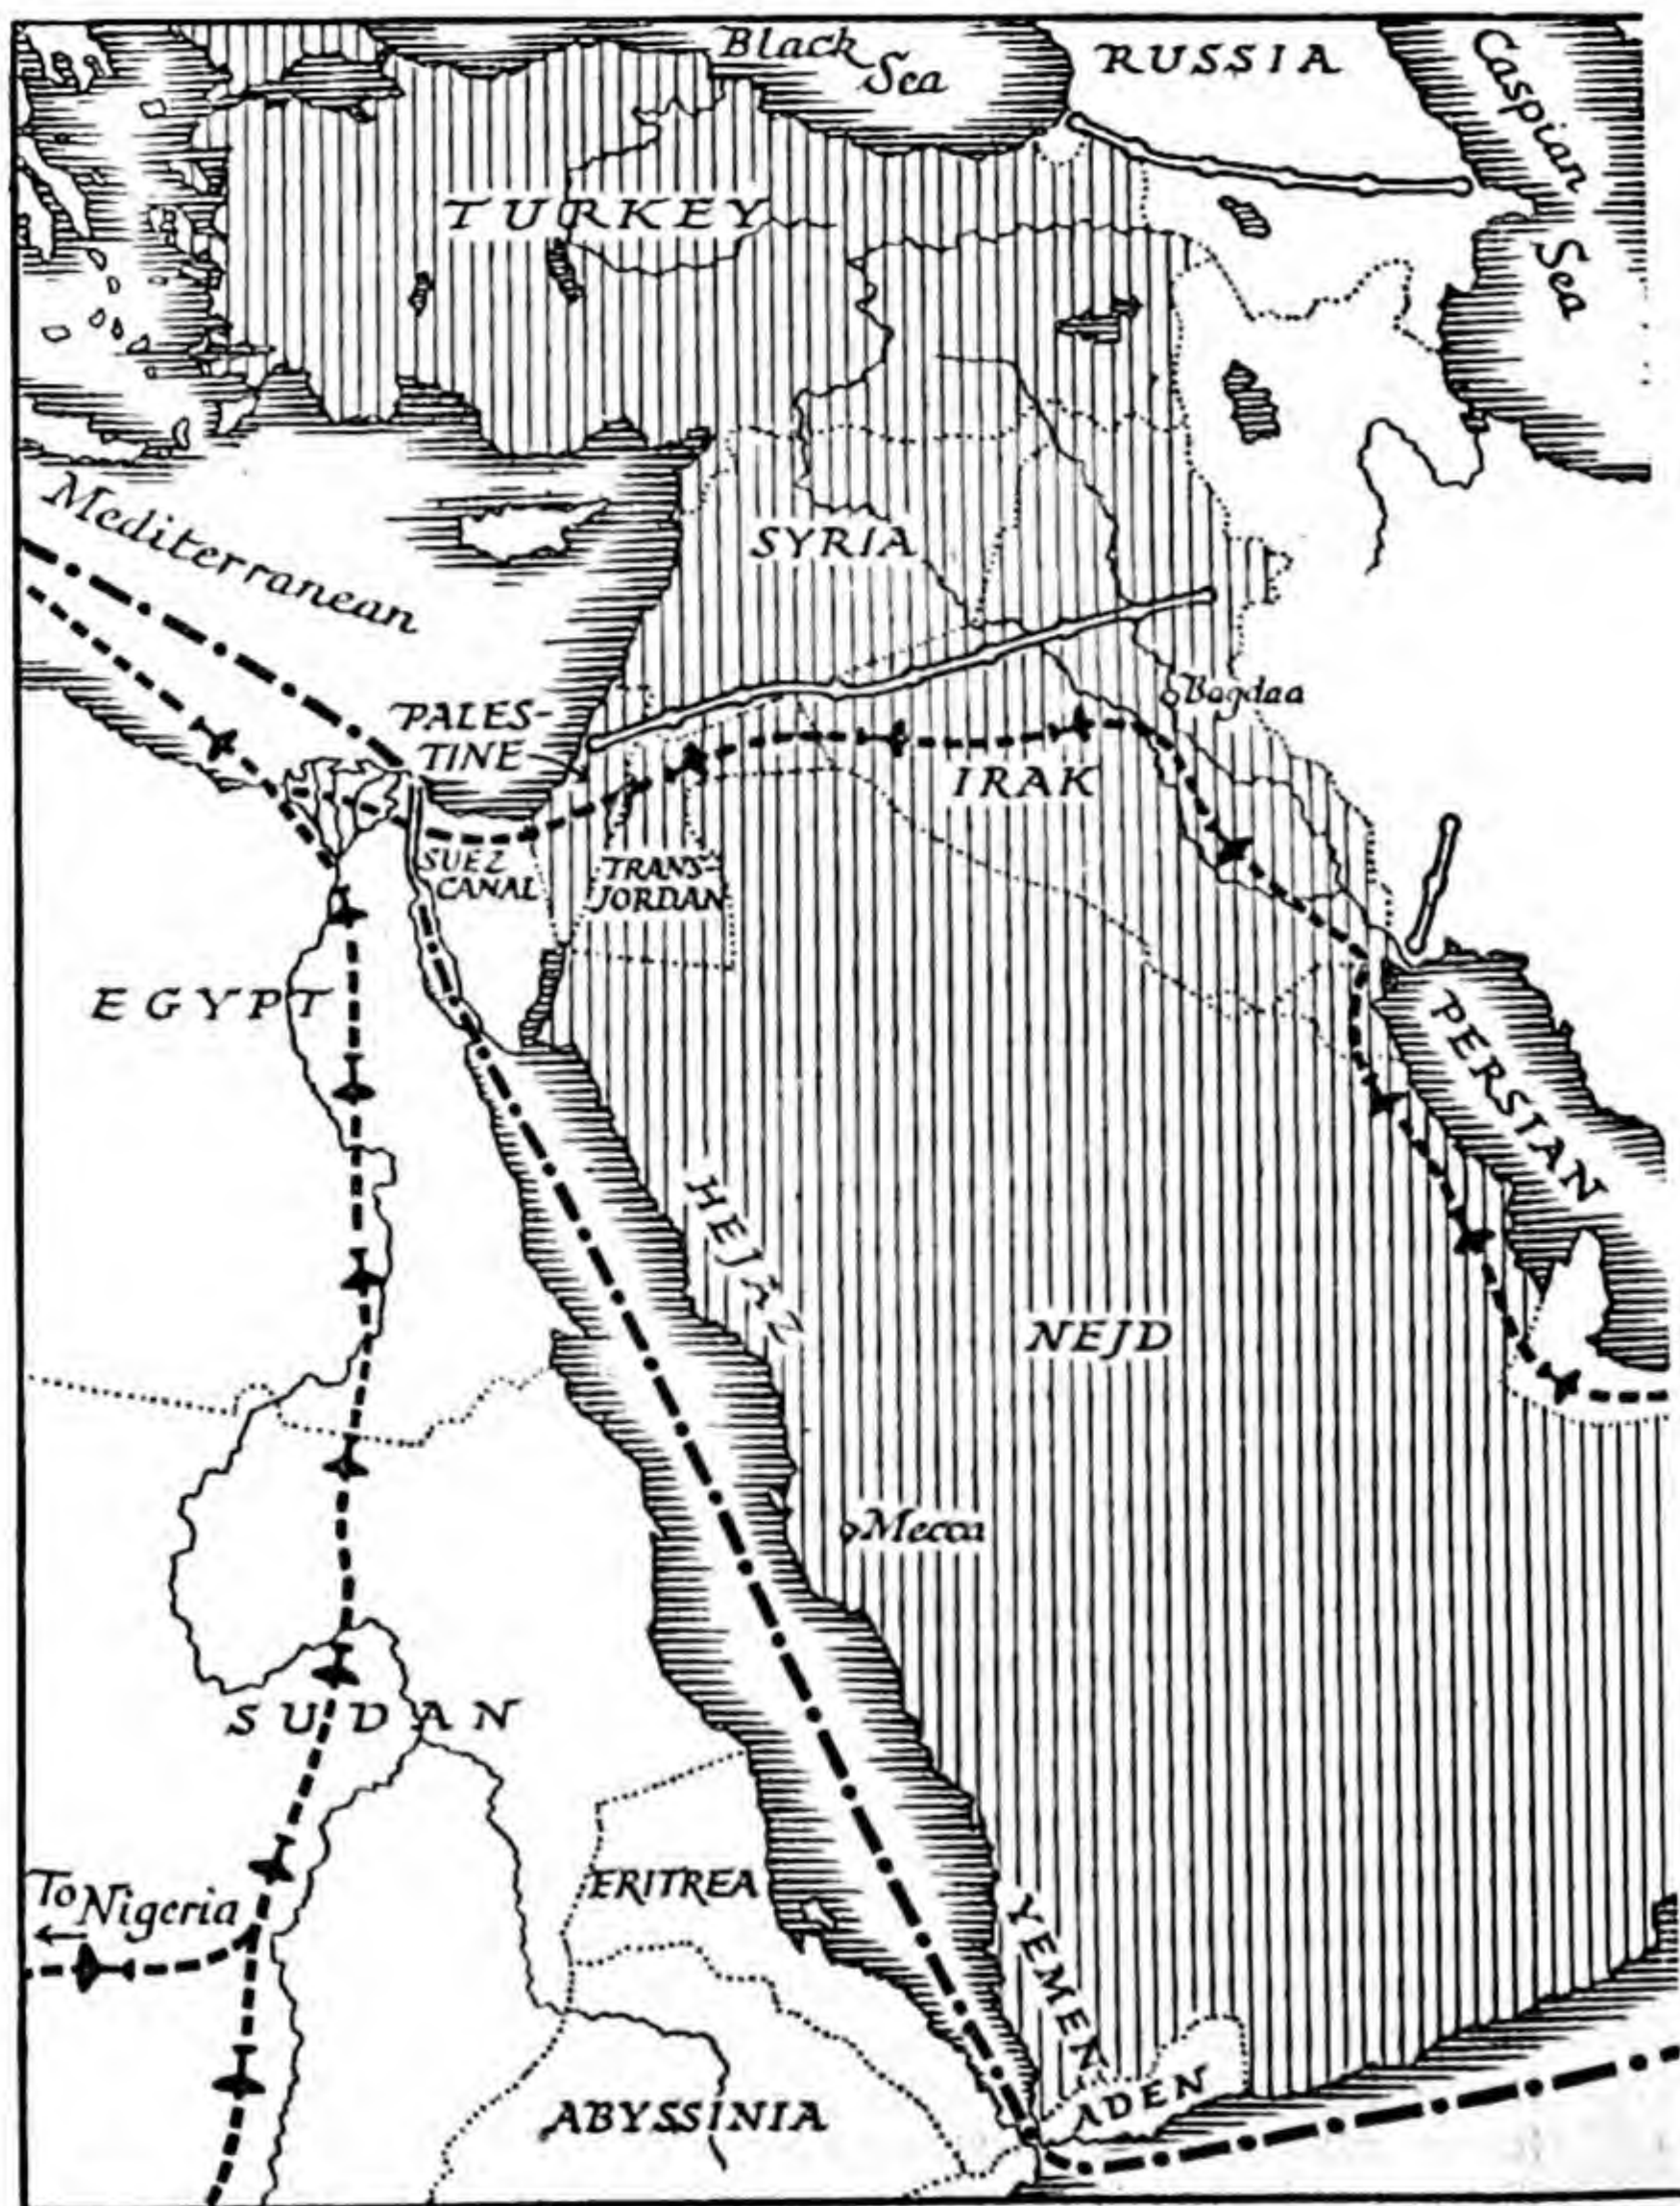 Black
Sea
RUSSIA
Caspian
Sea
TURKEY
Mediterranean
SYRIA
PALES-
TINE
Bagdad
IRAK
SUEZ
CANAL
TRANS-
JORDAN
EGYPT
PERSIAN
HEJAZ
NEJD
Mecca
SUDAN
To
Nigeria
ERITREA
YEMEN
ADEN
ABYSSINIA